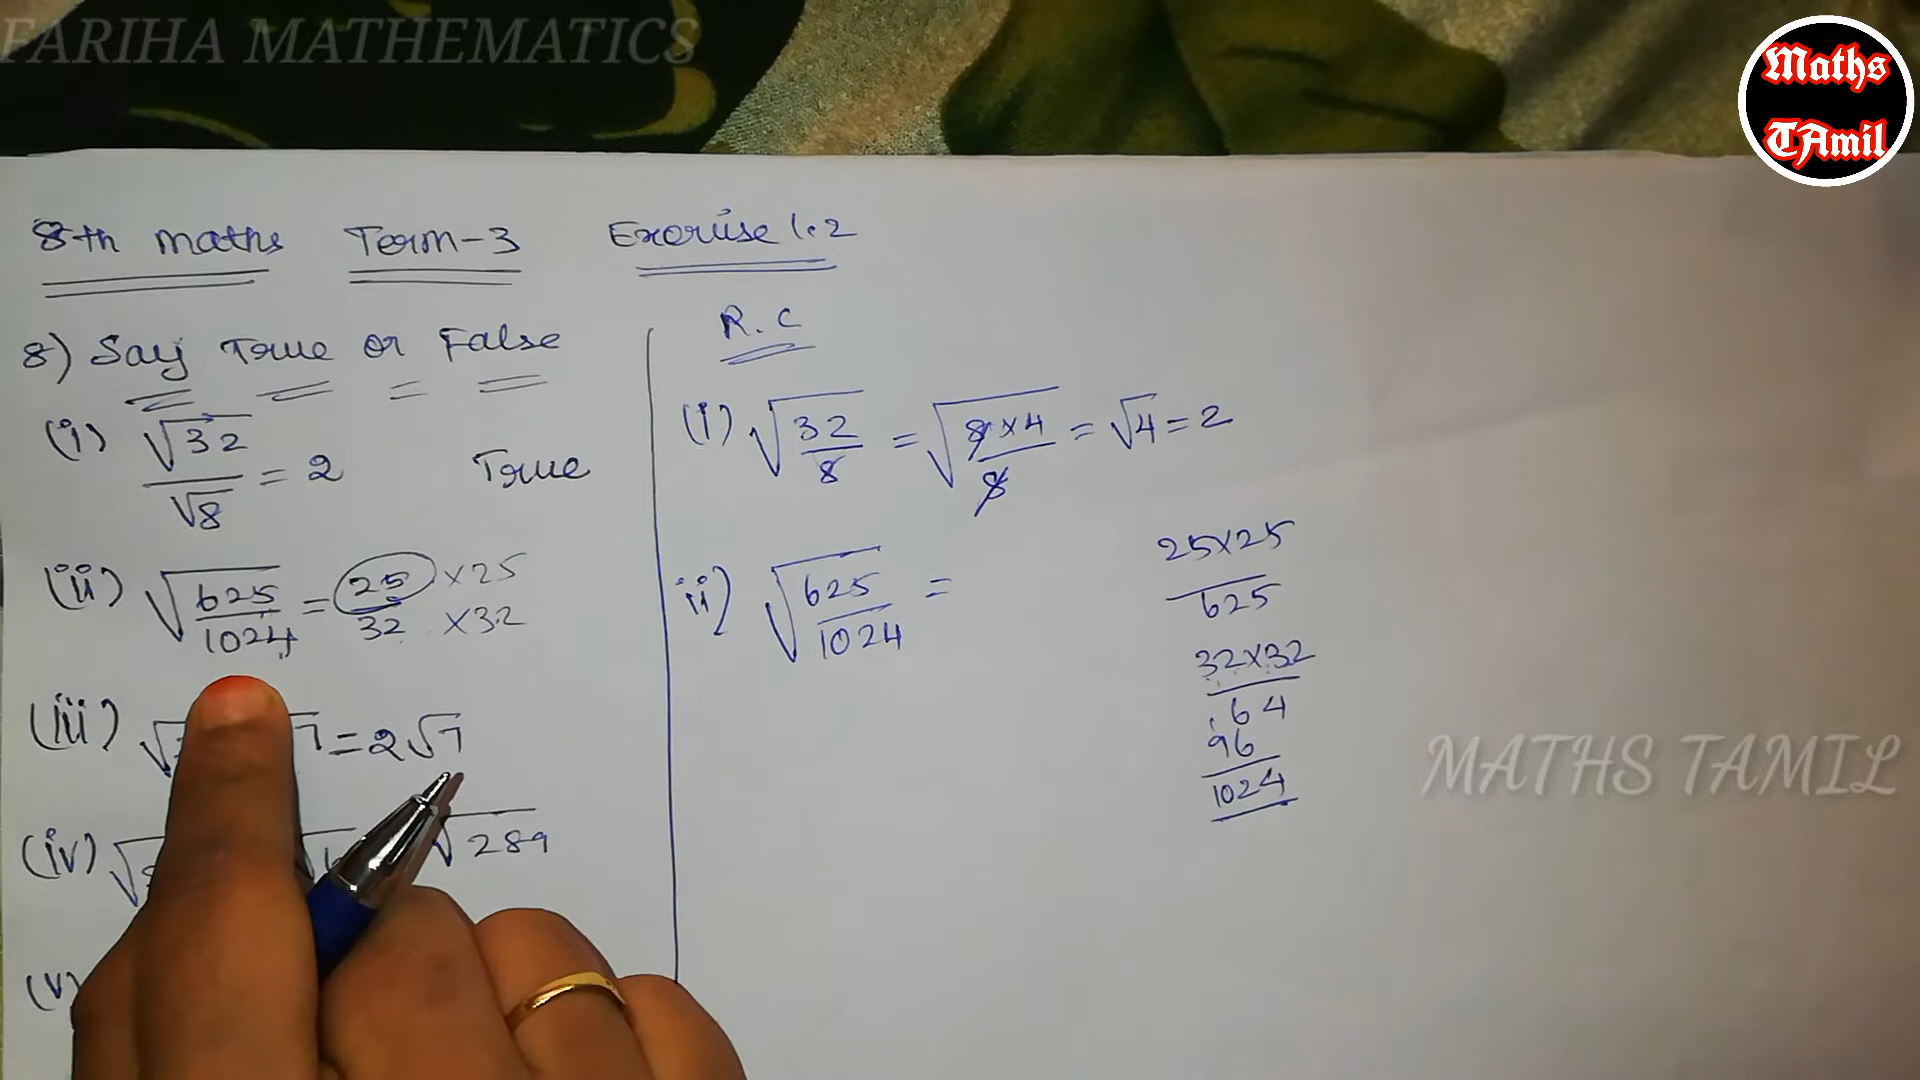 FARIHA MATHEMATICS
Maths
TAmil
8th maths Term-3 Exercise 1.2
8) Say True or False
(i) √32/√8 = 2 True
(ii) √(625/1024) = 25/32 ×25 ×32
(iii) = 2√7
(iv) √289
(v)
R.C
(i) √(32/8) = √(8×4/8) = √4 = 2
ii) √(625/1024) =
25×25
625
32×32
64
96
1024
MATHS TAMIL